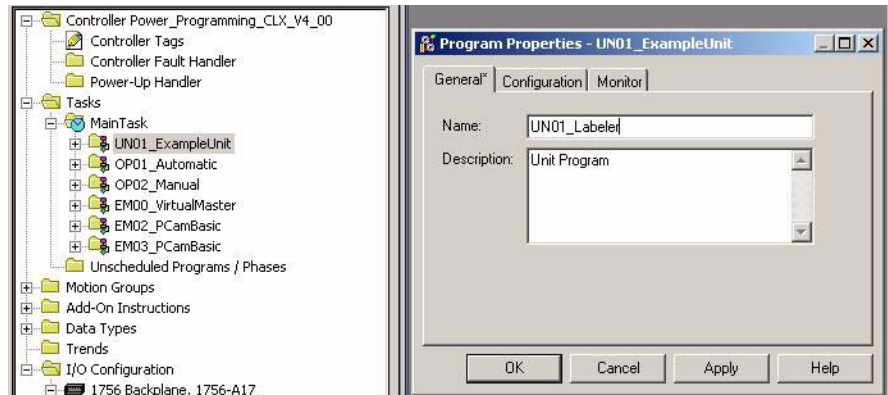 Controller Power_Programming_CLX_V4_00
Controller Tags
Controller Fault Handler
Power-Up Handler
Tasks
MainTask
UN01_ExampleUnit
OP01_Automatic
OP02_Manual
EM00_VirtualMaster
EM02_PCamBasic
EM03_PCamBasic
Unscheduled Programs / Phases
Motion Groups
Add-On Instructions
Data Types
Trends
I/O Configuration
1756 Backplane, 1756-A17
Program Properties - UN01_ExampleUnit
General* Configuration Monitor
Name: UN01_Labeler
Description: Unit Program
OK Cancel Apply Help